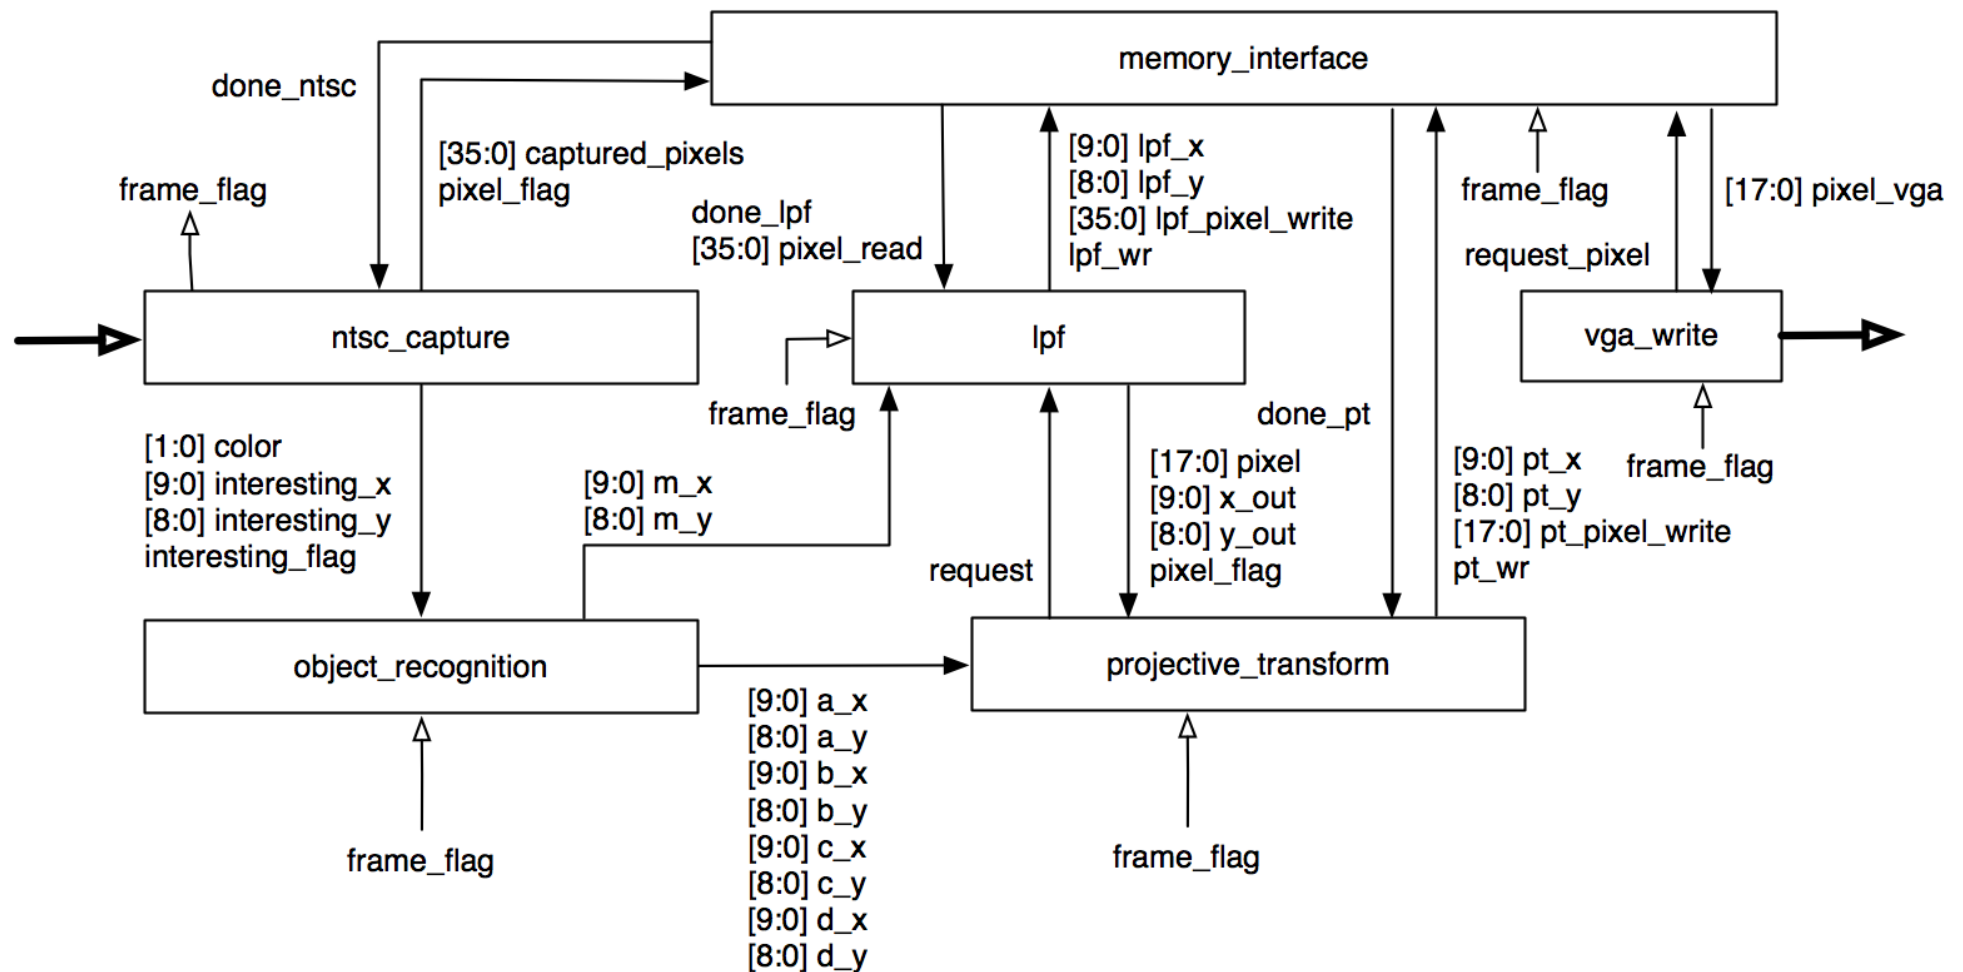 memory_interface
done_ntsc
[35:0] captured_pixels
pixel_flag
frame_flag
done_lpf
[35:0] pixel_read
[9:0] lpf_x
[8:0] lpf_y
[35:0] lpf_pixel_write
lpf_wr
frame_flag
[17:0] pixel_vga
request_pixel
ntsc_capture
lpf
vga_write
frame_flag
done_pt
frame_flag
[1:0] color
[9:0] interesting_x
[8:0] interesting_y
interesting_flag
[9:0] m_x
[8:0] m_y
request
[17:0] pixel
[9:0] x_out
[8:0] y_out
pixel_flag
[9:0] pt_x
[8:0] pt_y
[17:0] pt_pixel_write
pt_wr
object_recognition
projective_transform
[9:0] a_x
[8:0] a_y
[9:0] b_x
[8:0] b_y
[9:0] c_x
[8:0] c_y
[9:0] d_x
[8:0] d_y
frame_flag
frame_flag